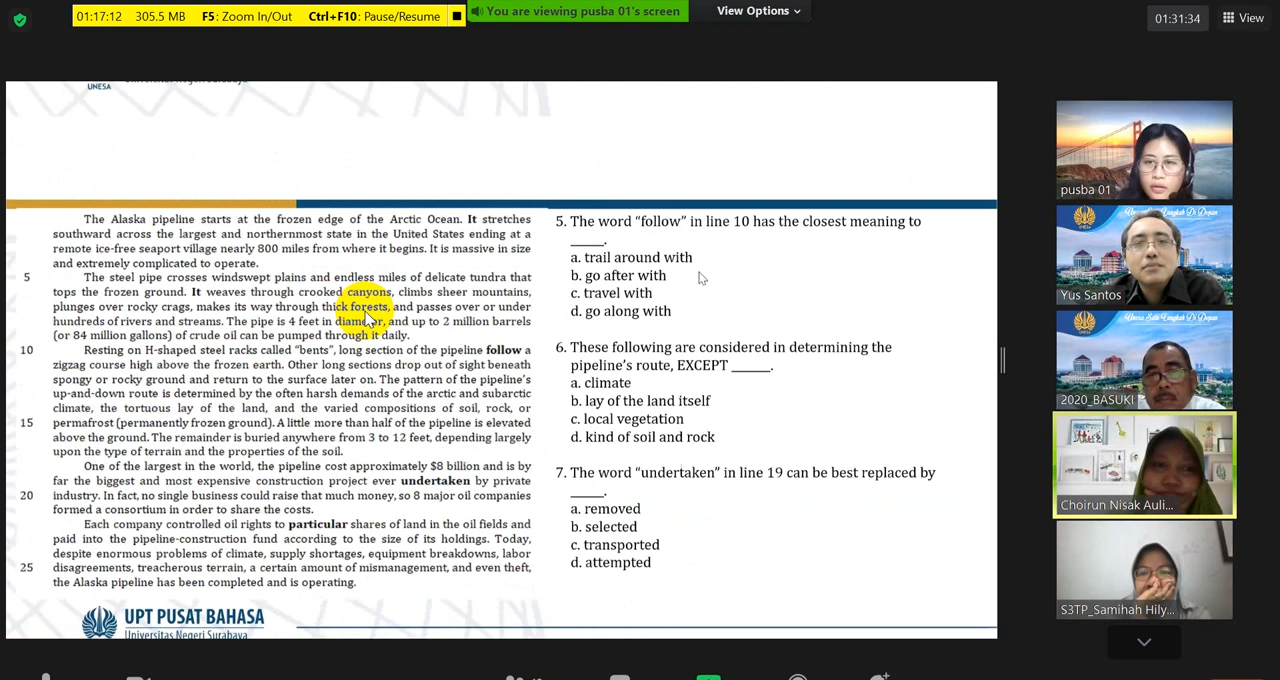 01:17:12 305.5 MB F5: Zoom In/Out Ctrl+F10: Pause/Resume
You are viewing pusba 01's screen
View Options
01:31:34
View
UNESA
The Alaska pipeline starts at the frozen edge of the Arctic Ocean. It stretches
southward across the largest and northernmost state in the United States ending at a
remote ice-free seaport village nearly 800 miles from where it begins. It is massive in size
and extremely complicated to operate.
5 The steel pipe crosses windswept plains and endless miles of delicate tundra that
tops the frozen ground. It weaves through crooked canyons, climbs sheer mountains,
plunges over rocky crags, makes its way through thick forests, and passes over or under
hundreds of rivers and streams. The pipe is 4 feet in diameter, and up to 2 million barrels
(or 84 million gallons) of crude oil can be pumped through it daily.
10 Resting on H-shaped steel racks called "bents", long section of the pipeline follow a
zigzag course high above the frozen earth. Other long sections drop out of sight beneath
spongy or rocky ground and return to the surface later on. The pattern of the pipeline's
up-and-down route is determined by the often harsh demands of the arctic and subarctic
climate, the tortuous lay of the land, and the varied compositions of soil, rock, or
15 permafrost (permanently frozen ground). A little more than half of the pipeline is elevated
above the ground. The remainder is buried anywhere from 3 to 12 feet, depending largely
upon the type of terrain and the properties of the soil.
One of the largest in the world, the pipeline cost approximately $8 billion and is by
far the biggest and most expensive construction project ever undertaken by private
20 industry. In fact, no single business could raise that much money, so 8 major oil companies
formed a consortium in order to share the costs.
Each company controlled oil rights to particular shares of land in the oil fields and
paid into the pipeline-construction fund according to the size of its holdings. Today,
despite enormous problems of climate, supply shortages, equipment breakdowns, labor
25 disagreements, treacherous terrain, a certain amount of mismanagement, and even theft,
the Alaska pipeline has been completed and is operating.
5. The word "follow" in line 10 has the closest meaning to
_____.
a. trail around with
b. go after with
c. travel with
d. go along with
6. These following are considered in determining the
pipeline's route, EXCEPT _____.
a. climate
b. lay of the land itself
c. local vegetation
d. kind of soil and rock
7. The word "undertaken" in line 19 can be best replaced by
_____.
a. removed
b. selected
c. transported
d. attempted
UPT PUSAT BAHASA
Universitas Negeri Surabaya
pusba 01
Yus Santos
2020_BASUKI
Choirun Nisak Auli...
S3TP_Samihah Hily...